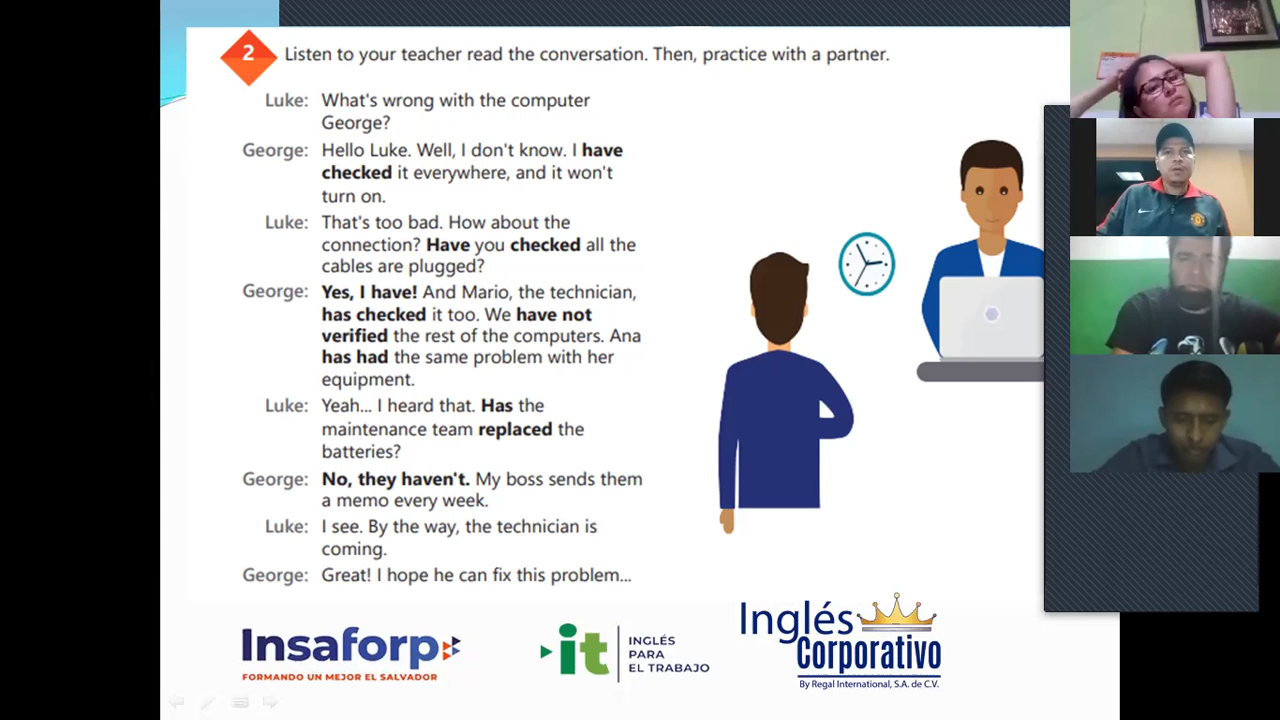 2
Listen to your teacher read the conversation. Then, practice with a partner.
Luke: What's wrong with the computer
George?
George: Hello Luke. Well, I don't know. I have
checked it everywhere, and it won't
turn on.
Luke: That's too bad. How about the
connection? Have you checked all the
cables are plugged?
George: Yes, I have! And Mario, the technician,
has checked it too. We have not
verified the rest of the computers. Ana
has had the same problem with her
equipment.
Luke: Yeah... I heard that. Has the
maintenance team replaced the
batteries?
George: No, they haven't. My boss sends them
a memo every week.
Luke: I see. By the way, the technician is
coming.
George: Great! I hope he can fix this problem...
Insaforp
FORMANDO UN MEJOR EL SALVADOR
it
INGLÉS
PARA
EL TRABAJO
Inglés
Corporativo
By Regal International, S.A. de C.V.